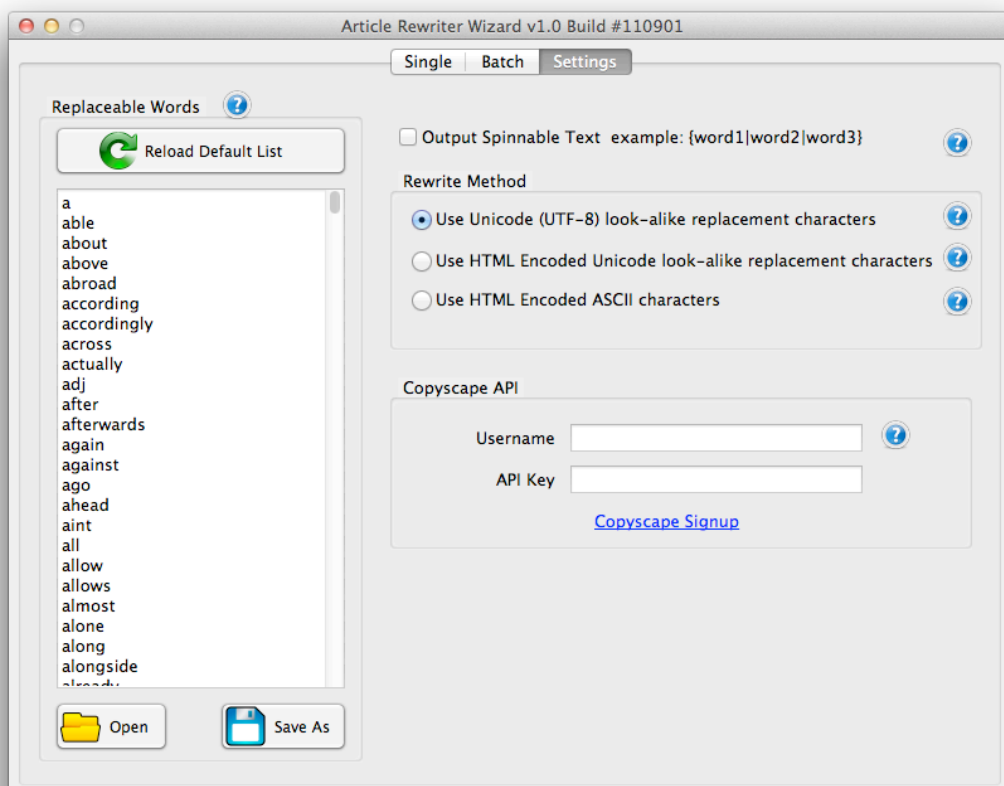 Article Rewriter Wizard v1.0 Build #110901
Single Batch Settings
Replaceable Words
Reload Default List
a
able
about
above
abroad
according
accordingly
across
actually
adj
after
afterwards
again
against
ago
ahead
aint
all
allow
allows
almost
alone
along
alongside
already
Open Save As
Output Spinnable Text example: {word1|word2|word3}
Rewrite Method
Use Unicode (UTF-8) look-alike replacement characters
Use HTML Encoded Unicode look-alike replacement characters
Use HTML Encoded ASCII characters
Copyscape API
Username
API Key
Copyscape Signup